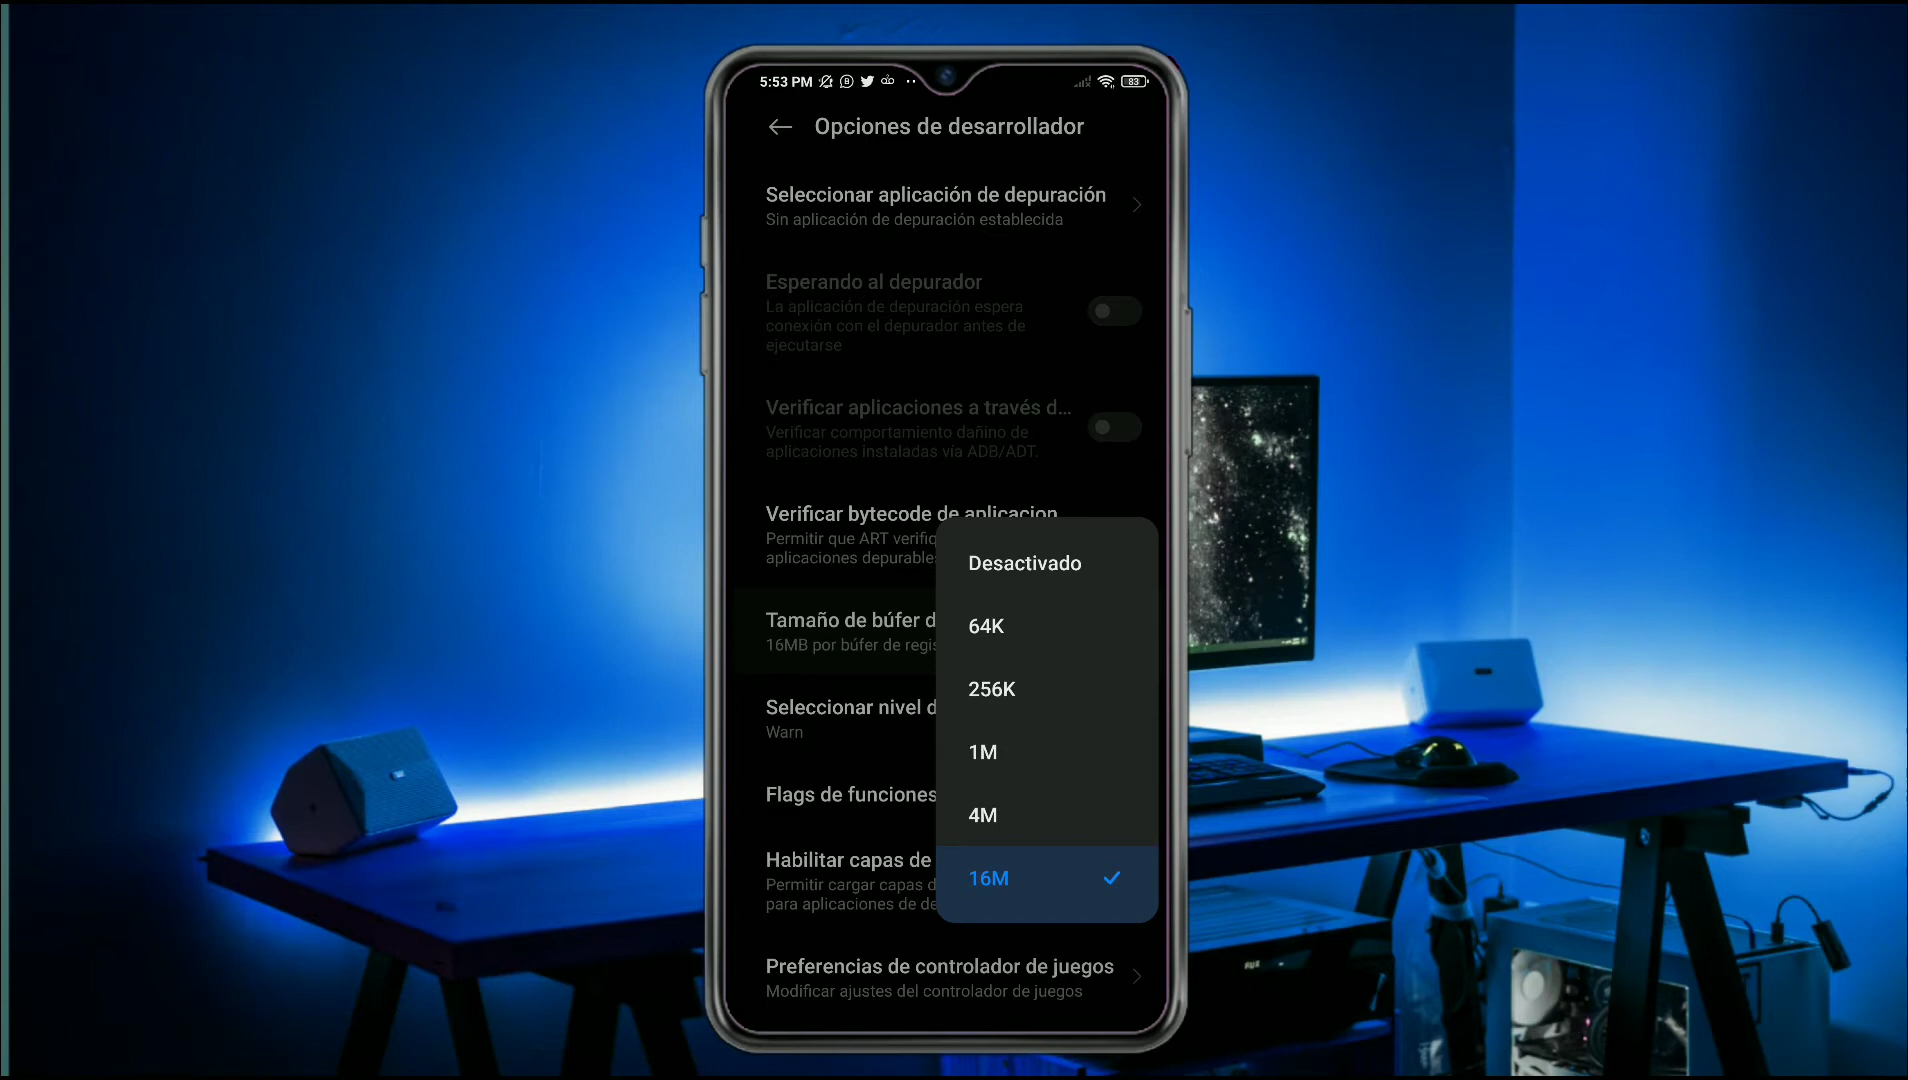 5:53 PM
83
Opciones de desarrollador
Seleccionar aplicación de depuración
Sin aplicación de depuración establecida
Esperando al depurador
La aplicación de depuración espera
conexión con el depurador antes de
ejecutarse
Verificar aplicaciones a través d...
Verificar comportamiento dañino de
aplicaciones instaladas vía ADB/ADT.
Verificar bytecode de aplicacion
Permitir que ART verifiq
aplicaciones depurable
Tamaño de búfer d
16MB por búfer de regis
Seleccionar nivel d
Warn
Flags de funciones
Habilitar capas de
Permitir cargar capas d
para aplicaciones de de
Desactivado
64K
256K
1M
4M
16M
Preferencias de controlador de juegos
Modificar ajustes del controlador de juegos